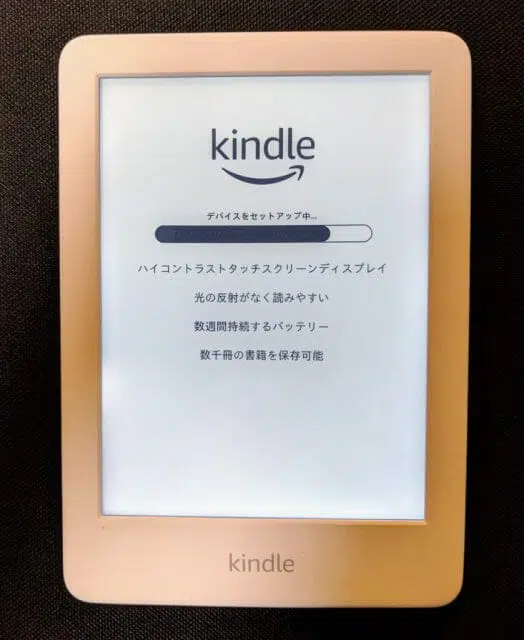 kindle
デバイスをセットアップ中...
ハイコントラストタッチスクリーンディスプレイ
光の反射がなく読みやすい
数週間持続するバッテリー
数千冊の書籍を保存可能
kindle